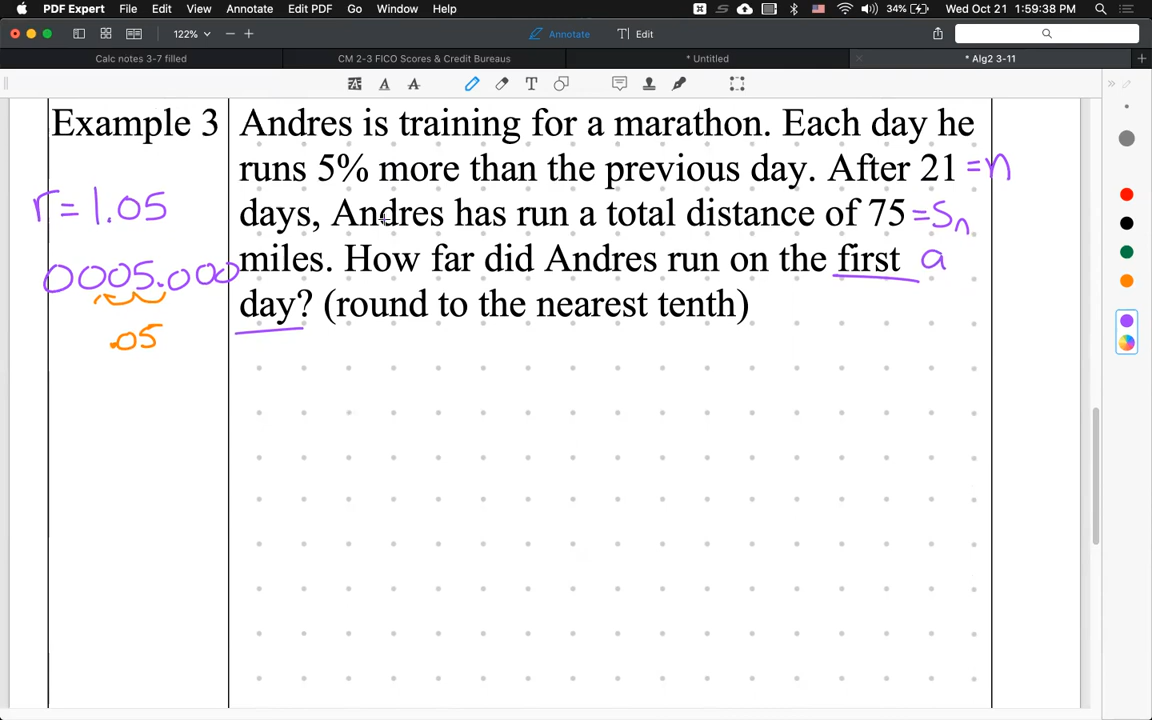 PDF Expert File Edit View Annotate Edit PDF Go Window Help 34% Wed Oct 21 1:59:38 PM
122% Annotate Edit
Calc notes 3-7 filled CM 2-3 FICO Scores & Credit Bureaus * Untitled * Alg2 3-11
Example 3
r = 1.05
0005.000
.05
Andres is training for a marathon. Each day he
runs 5% more than the previous day. After 21 = n
days, Andres has run a total distance of 75 = Sn
miles. How far did Andres run on the first a
day? (round to the nearest tenth)